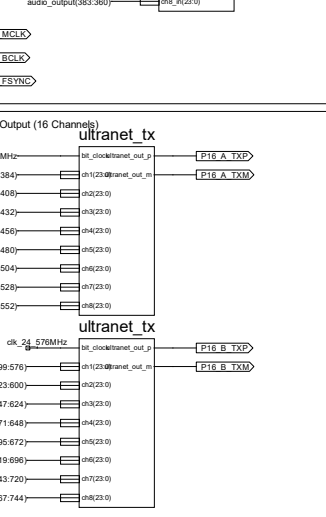 audio_output(383:360)
ch8_in(23:0)
MCLK
BCLK
FSYNC
Output (16 Channels)
ultranet_tx
MHz
bit_clock
ultranet_out_p
P16_A_TXP
384)
ch1(23:0)
ultranet_out_m
P16_A_TXM
408)
ch2(23:0)
432)
ch3(23:0)
456)
ch4(23:0)
480)
ch5(23:0)
504)
ch6(23:0)
528)
ch7(23:0)
552)
ch8(23:0)
ultranet_tx
clk_24_576MHz
bit_clock
ultranet_out_p
P16_B_TXP
99:576)
ch1(23:0)
ultranet_out_m
P16_B_TXM
23:600)
ch2(23:0)
47:624)
ch3(23:0)
71:648)
ch4(23:0)
95:672)
ch5(23:0)
19:696)
ch6(23:0)
43:720)
ch7(23:0)
67:744)
ch8(23:0)